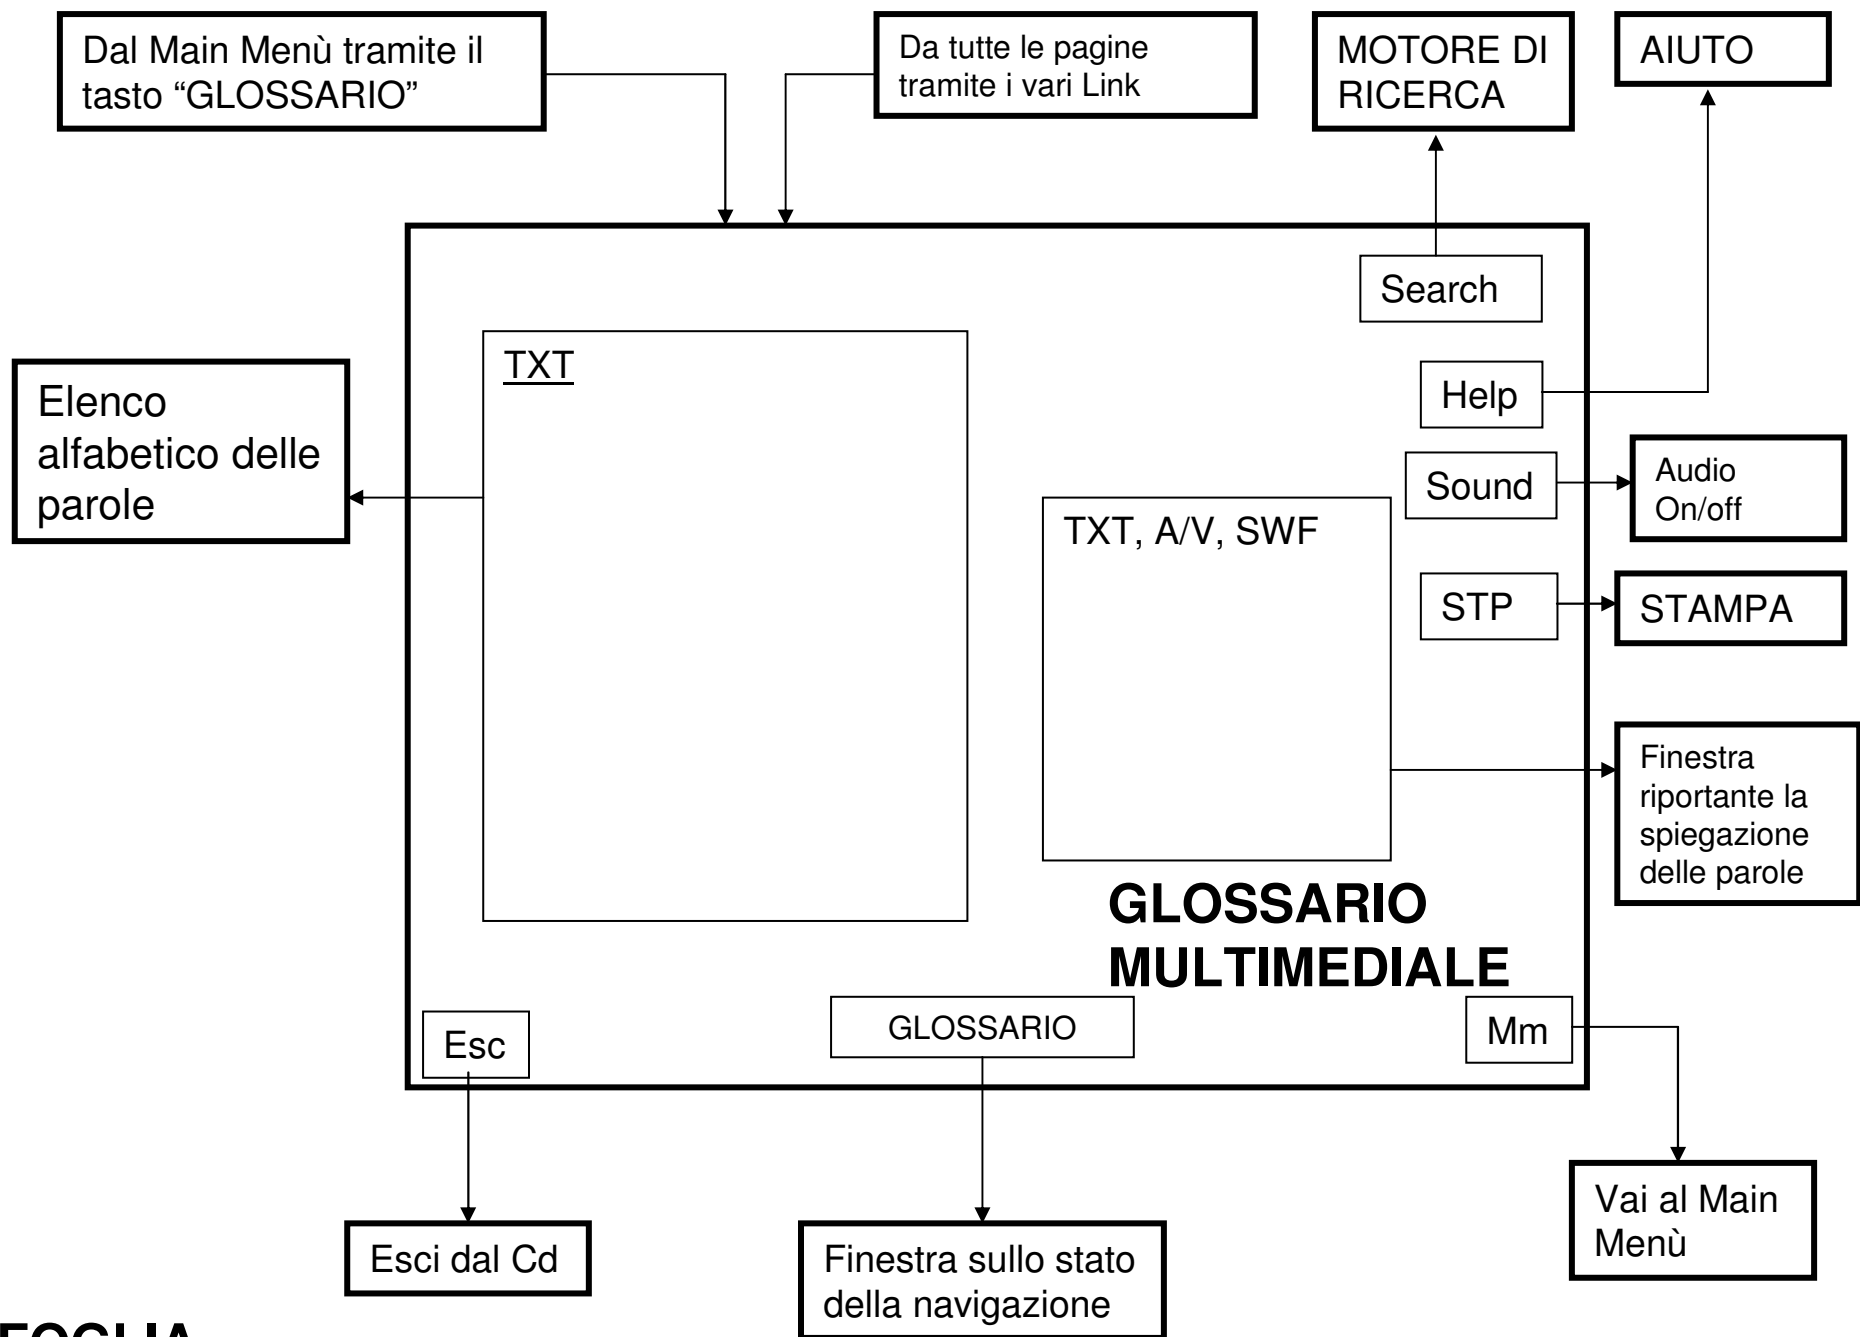 Dal Main Menù tramite il
tasto “GLOSSARIO”
Da tutte le pagine
tramite i vari Link
MOTORE DI
RICERCA
AIUTO
Search
TXT
Elenco
alfabetico delle
parole
Help
Sound
Audio
On/off
TXT, A/V, SWF
STP
STAMPA
Finestra
riportante la
spiegazione
delle parole
GLOSSARIO
MULTIMEDIALE
Esc
GLOSSARIO
Mm
Vai al Main
Menù
Esci dal Cd
Finestra sullo stato
della navigazione
FOGLIA